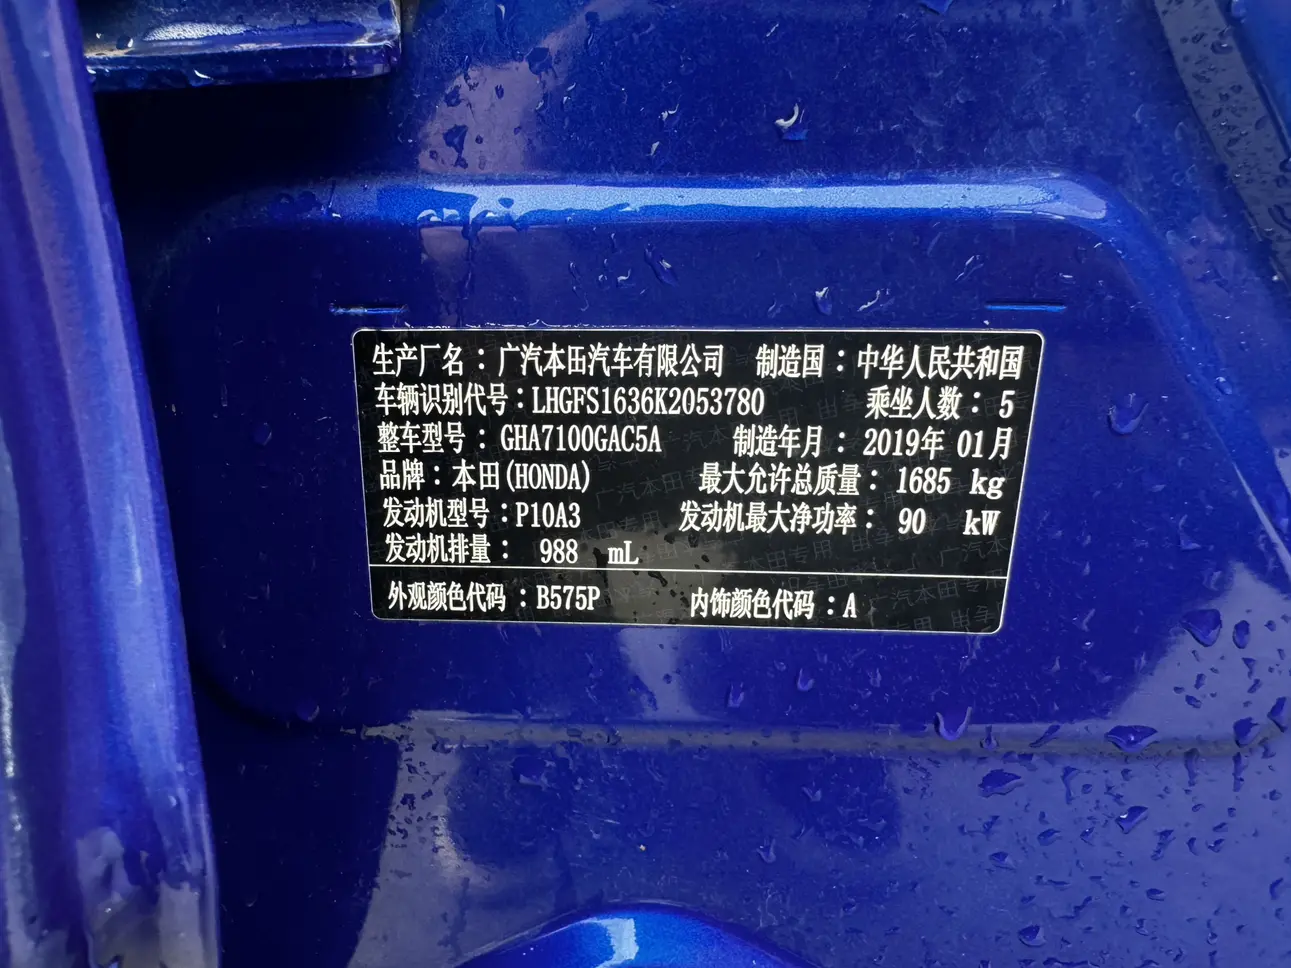 生产厂名：广汽本田汽车有限公司 制造国：中华人民共和国
车辆识别代号：LHGFS1636K2053780 乘坐人数：5
整车型号：GHA7100GAC5A 制造年月：2019年 01月
品牌：本田(HONDA) 最大允许总质量：1685 kg
发动机型号：P10A3 发动机最大净功率：90 kW
发动机排量：988 mL
外观颜色代码：B575P 内饰颜色代码：A